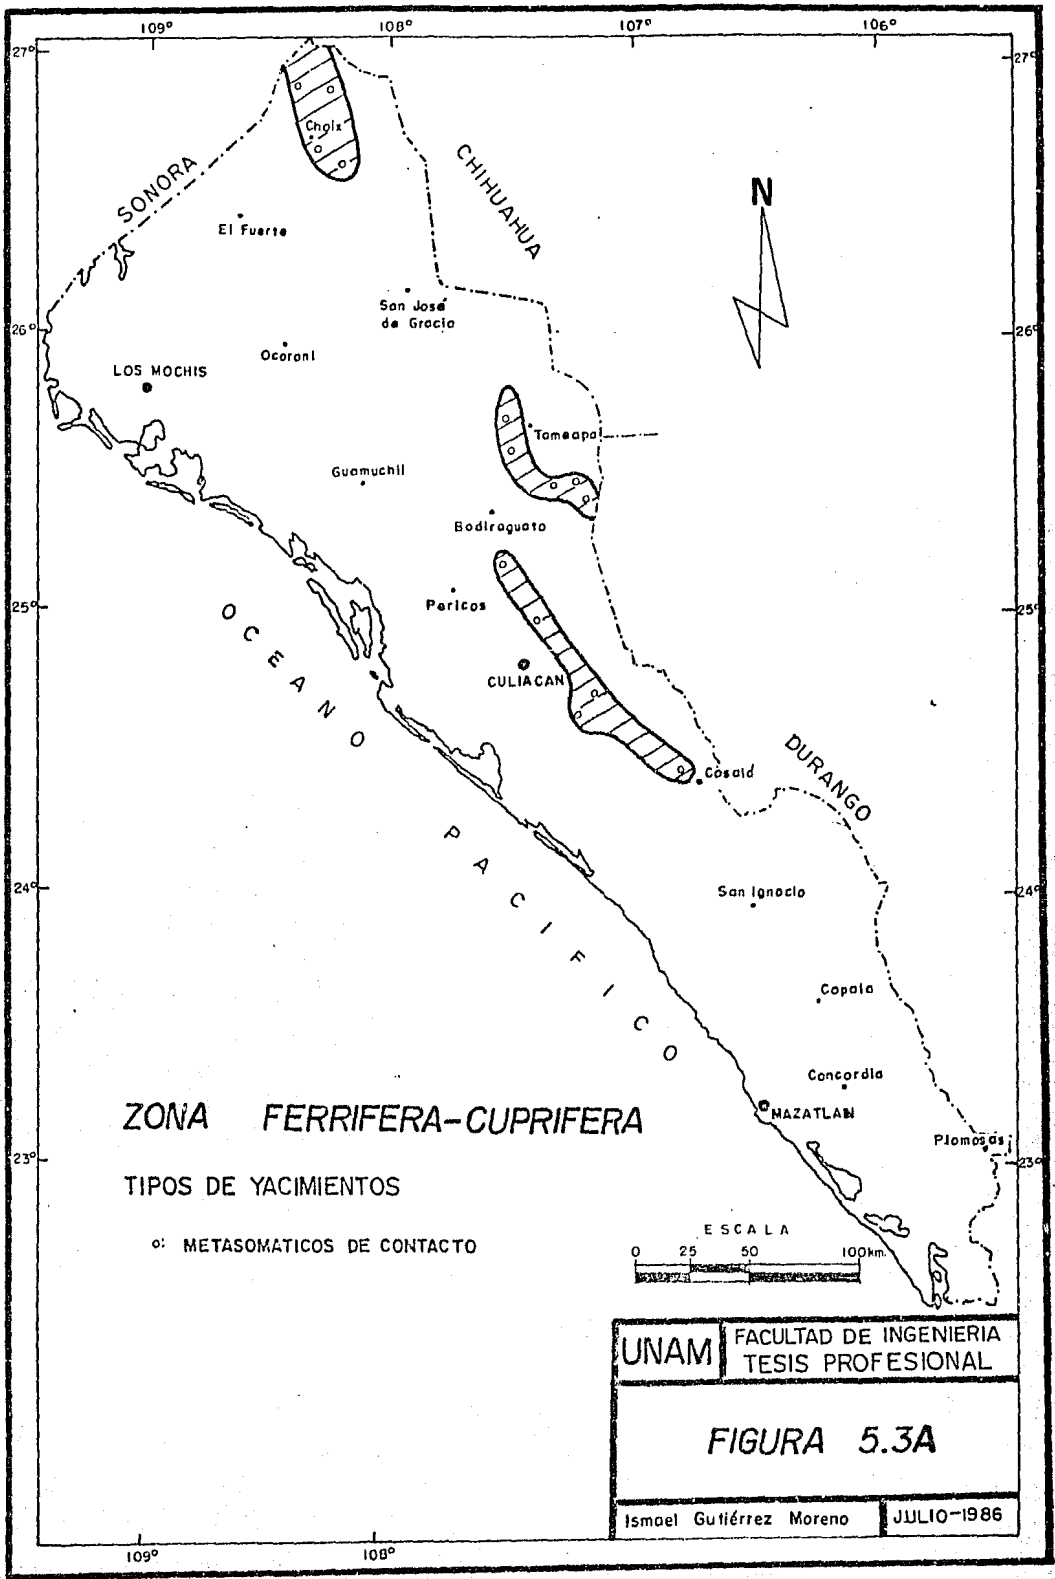 109° 108° 107° 106°
27° 27°
Choix
SONORA
CHIHUAHUA
N
El Fuerte
San José
de Gracia
26° 26°
Ocoroni
LOS MOCHIS
Tameapa
Guamuchil
Badiraguato
25° 25°
Pericos
OCEANO
CULIACAN
Cosalá
DURANGO
PACIFICO
24° 24°
San Ignacio
Copala
Concordia
MAZATLAN
Plomosas
23° 23°
ZONA FERRIFERA-CUPRIFERA
TIPOS DE YACIMIENTOS
o: METASOMATICOS DE CONTACTO
ESCALA
0 25 50 100km.
UNAM
FACULTAD DE INGENIERIA
TESIS PROFESIONAL
FIGURA 5.3A
Ismael Gutiérrez Moreno
JULIO-1986
109° 108°